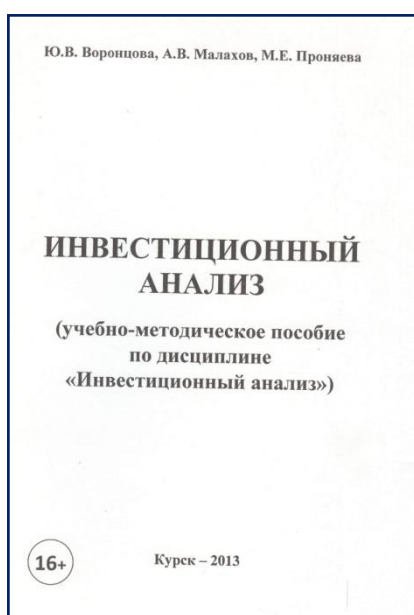 Ю.В. Воронцова, А.В. Малахов, М.Е. Проняева
ИНВЕСТИЦИОННЫЙ
АНАЛИЗ
(учебно-методическое пособие
по дисциплине
«Инвестиционный анализ»)
16+
Курск – 2013